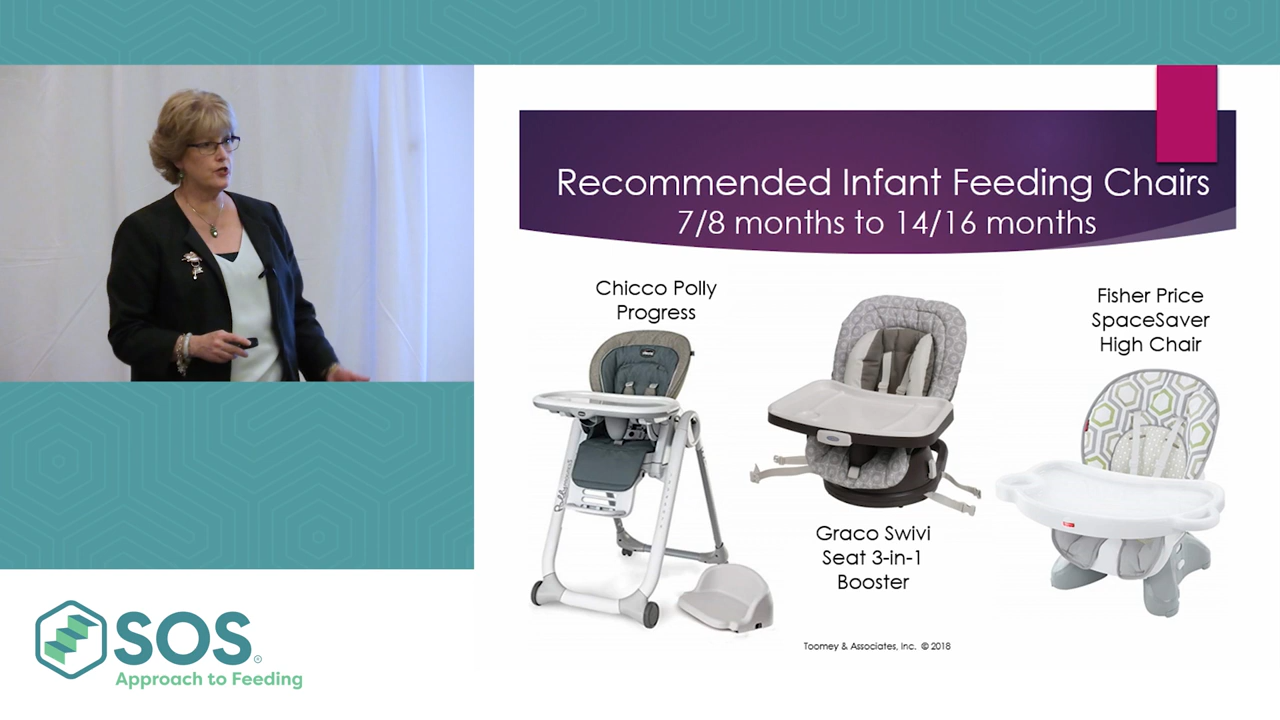 Recommended Infant Feeding Chairs
7/8 months to 14/16 months
Chicco Polly
Progress
Fisher Price
SpaceSaver
High Chair
Graco Swivi
Seat 3-in-1
Booster
Toomey & Associates, Inc. © 2018
SOS®
Approach to Feeding